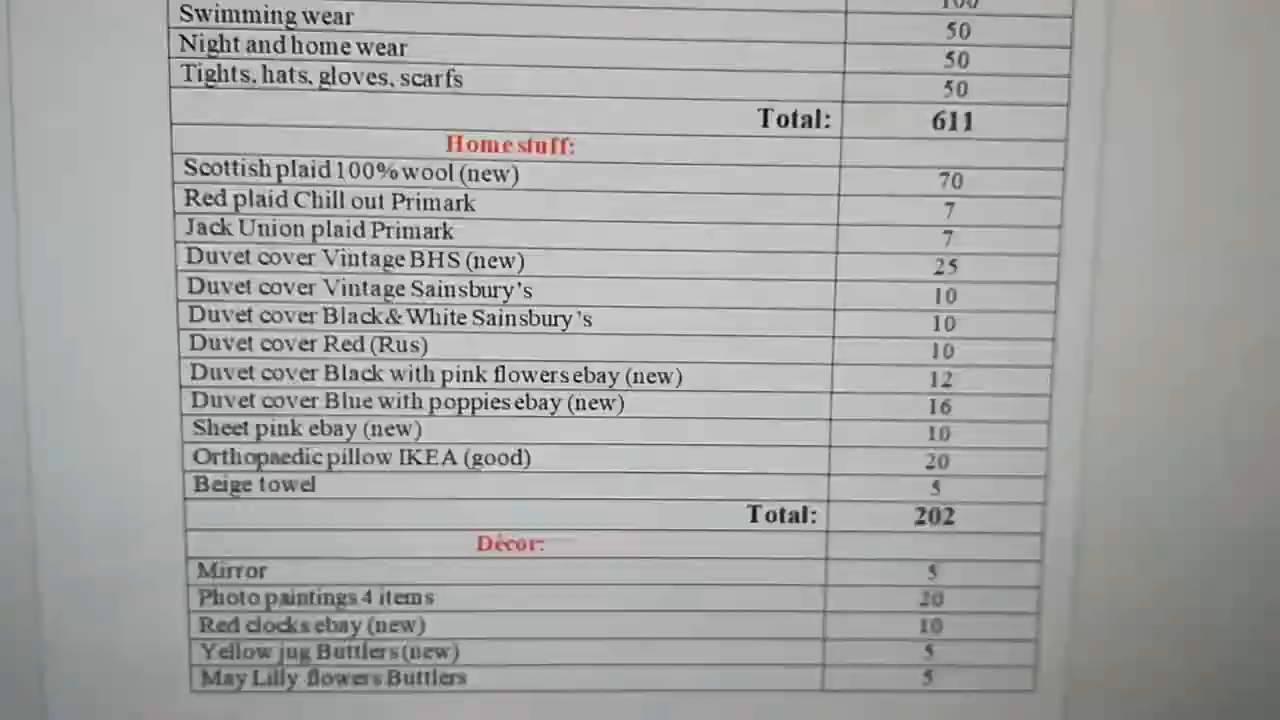 100
Swimming wear 50
Night and home wear 50
Tights, hats, gloves, scarfs 50
Total: 611
Home stuff:
Scottish plaid 100% wool (new) 70
Red plaid Chill out Primark 7
Jack Union plaid Primark 7
Duvet cover Vintage BHS (new) 25
Duvet cover Vintage Sainsbury's 10
Duvet cover Black & White Sainsbury's 10
Duvet cover Red (Rus) 10
Duvet cover Black with pink flowers ebay (new) 12
Duvet cover Blue with poppies ebay (new) 16
Sheet pink ebay (new) 10
Orthopaedic pillow IKEA (good) 20
Beige towel 5
Total: 202
Décor:
Mirror 5
Photo paintings 4 items 20
Red clocks ebay (new) 10
Yellow jug Buttlers (new) 5
May Lilly flowers Buttlers 5